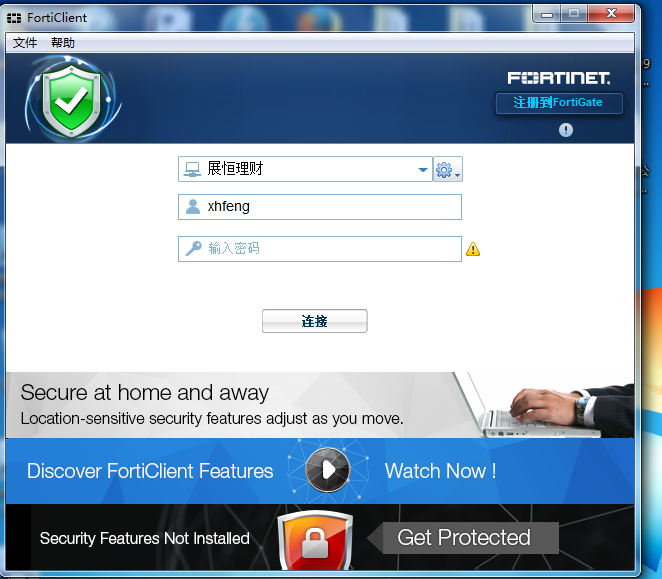 FortiClient
文件 帮助
FORTINET
注册到FortiGate
展恒理财
xhfeng
输入密码
连接
Secure at home and away
Location-sensitive security features adjust as you move.
Discover FortiClient Features
Watch Now !
Security Features Not Installed
Get Protected